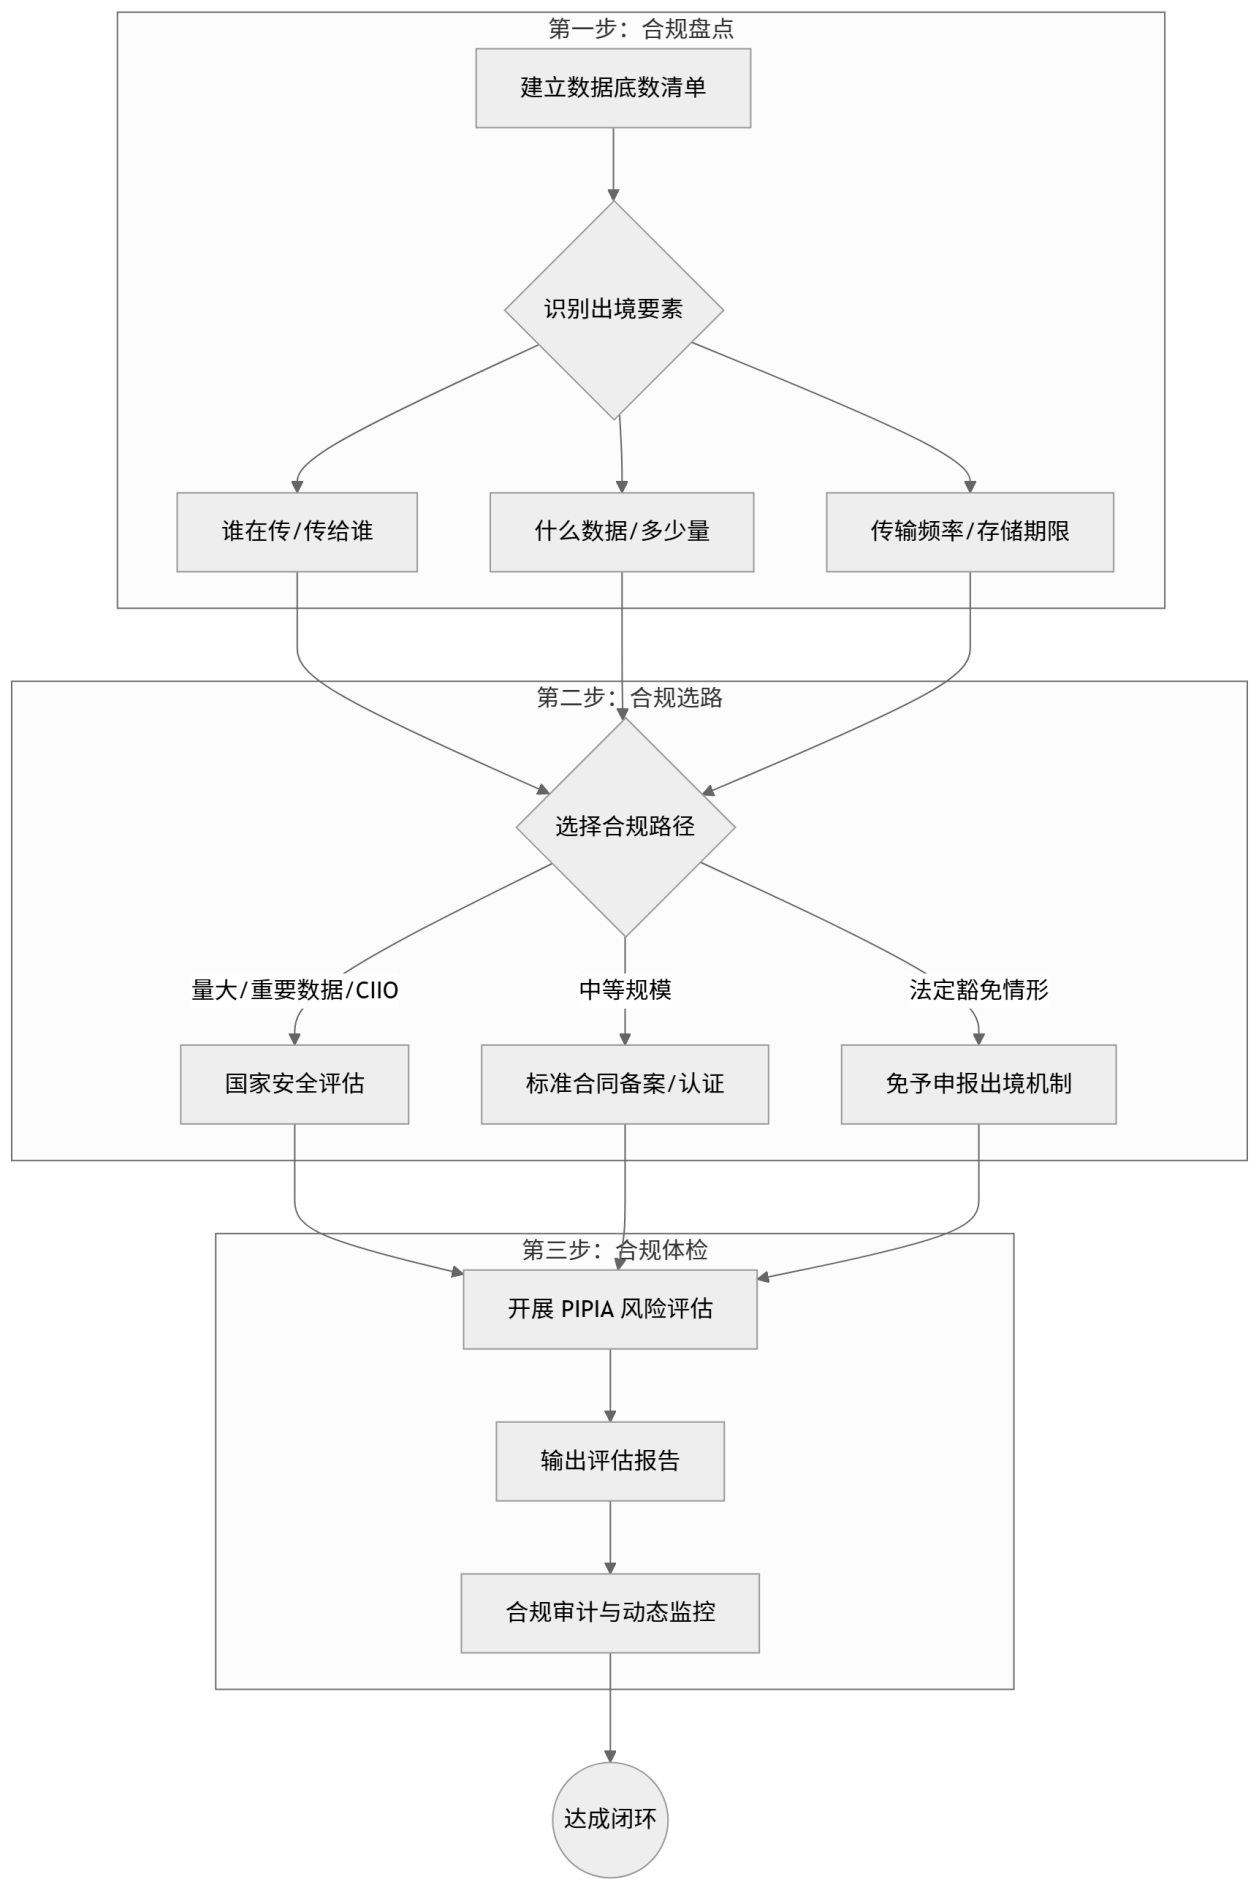 第一步：合规盘点
建立数据底数清单
识别出境要素
谁在传/传给谁
什么数据/多少量
传输频率/存储期限
第二步：合规选路
选择合规路径
量大/重要数据/CIIO
中等规模
法定豁免情形
国家安全评估
标准合同备案/认证
免予申报出境机制
第三步：合规体检
开展 PIPIA 风险评估
输出评估报告
合规审计与动态监控
达成闭环